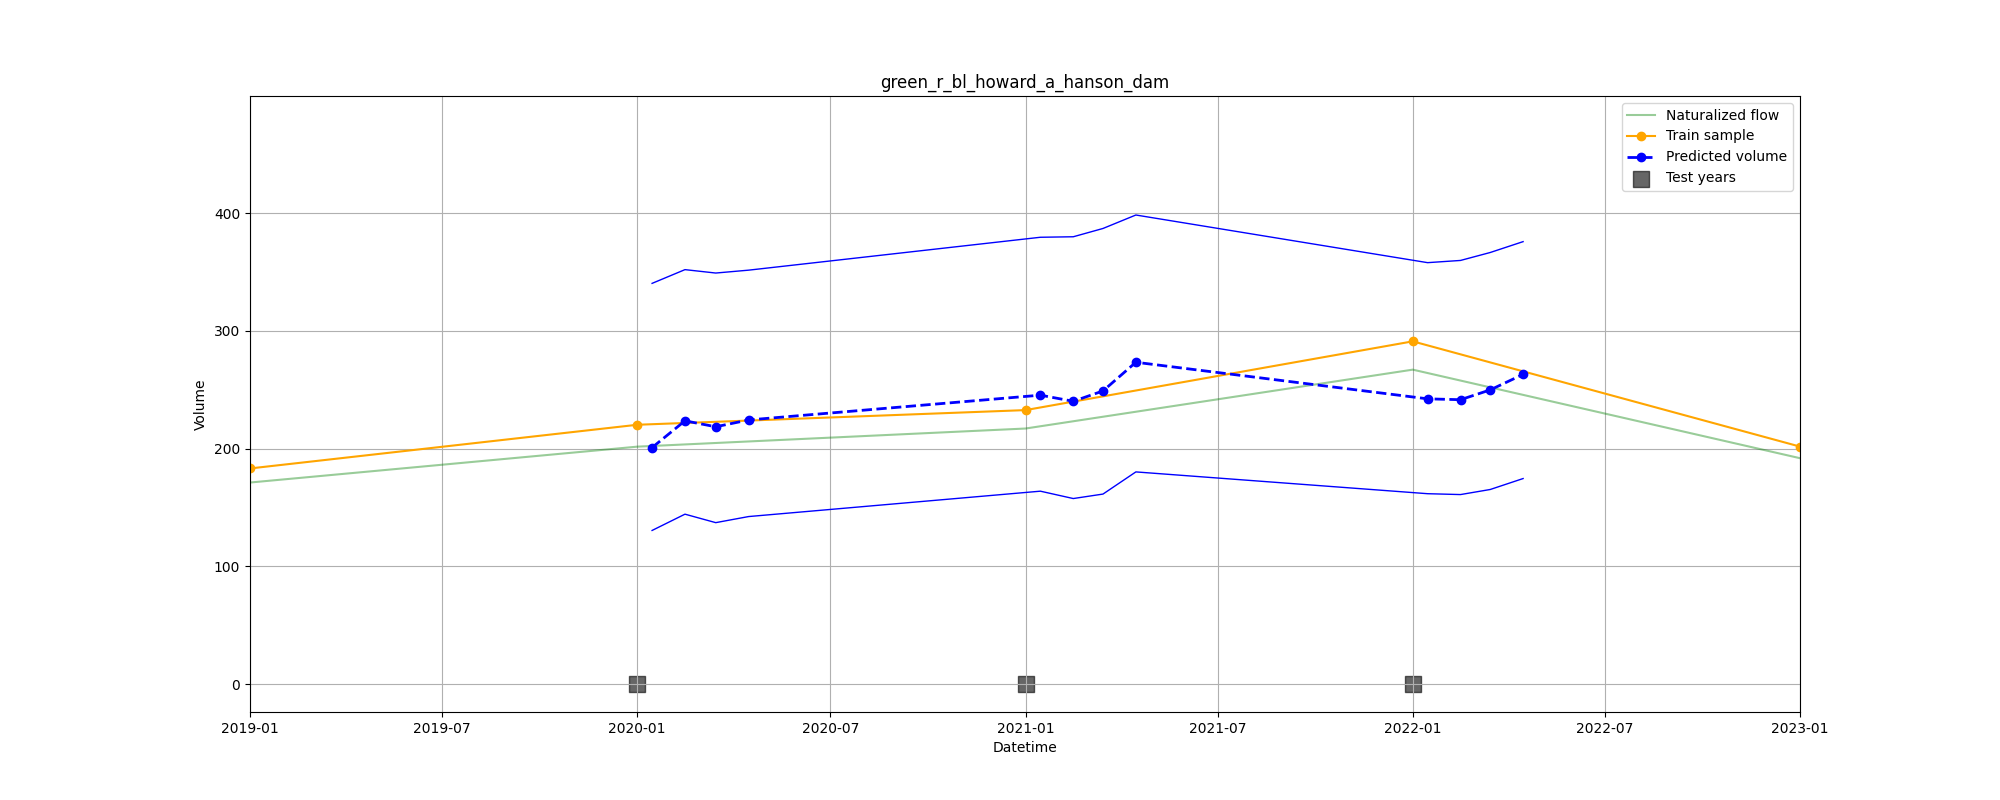 green_r_bl_howard_a_hanson_dam
Naturalized flow
Train sample
Predicted volume
Test years
Volume
400
300
200
100
0
2019-01
2019-07
2020-01
2020-07
2021-01
2021-07
2022-01
2022-07
2023-01
Datetime